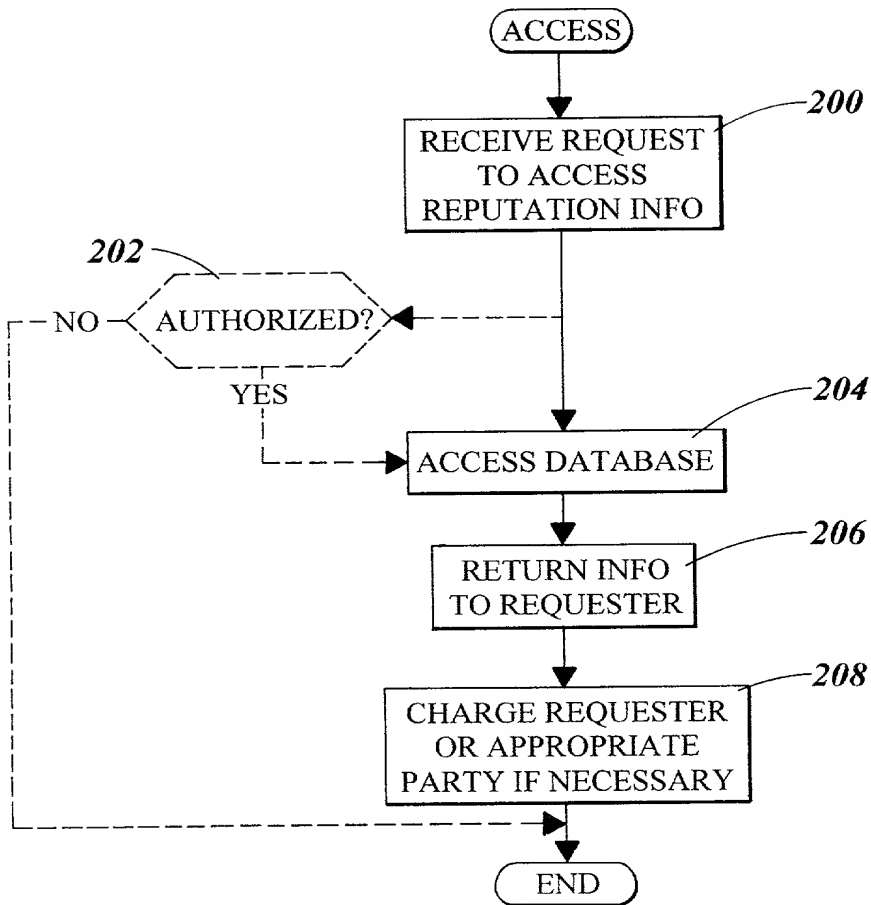 ACCESS
200
RECEIVE REQUEST
TO ACCESS
REPUTATION INFO
202
NO
AUTHORIZED?
YES
204
ACCESS DATABASE
206
RETURN INFO
TO REQUESTER
208
CHARGE REQUESTER
OR APPROPRIATE
PARTY IF NECESSARY
END